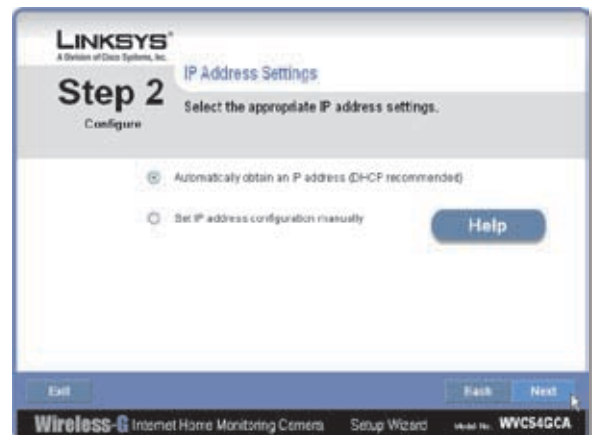 LINKSYS®
A Division of Cisco Systems, Inc.
Step 2
Configure
IP Address Settings
Select the appropriate IP address settings.
Automatically obtain an IP address (DHCP recommended)
Set IP address configuration manually
Help
Exit
Back
Next
Wireless-G Internet Home Monitoring Camera
Setup Wizard
Model No. WVC54GCA